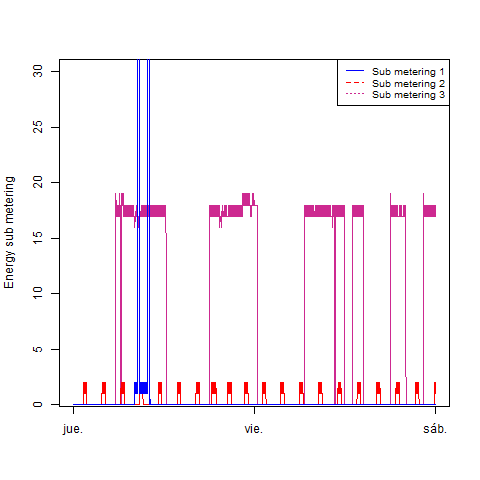 Energy sub metering
30
25
20
15
10
5
0
Sub metering 1
Sub metering 2
Sub metering 3
jue.
vie.
sáb.